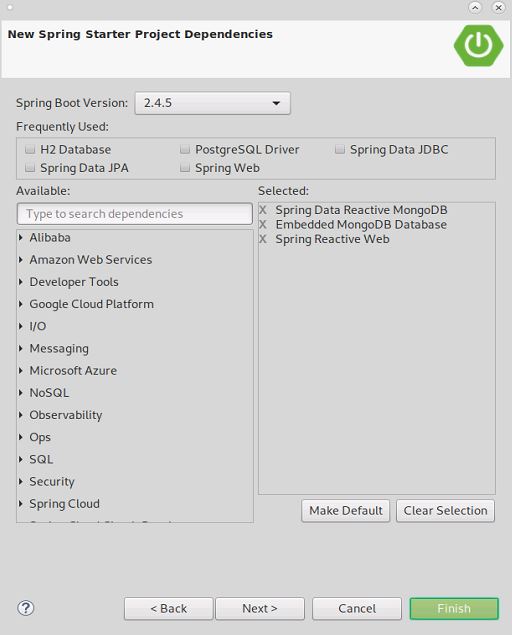 New Spring Starter Project Dependencies
Spring Boot Version: 2.4.5
Frequently Used:
H2 Database PostgreSQL Driver Spring Data JDBC
Spring Data JPA Spring Web
Available: Selected:
Type to search dependencies
X Spring Data Reactive MongoDB
X Embedded MongoDB Database
X Spring Reactive Web
Alibaba
Amazon Web Services
Developer Tools
Google Cloud Platform
I/O
Messaging
Microsoft Azure
NoSQL
Observability
Ops
SQL
Security
Spring Cloud
Make Default Clear Selection
? < Back Next > Cancel Finish